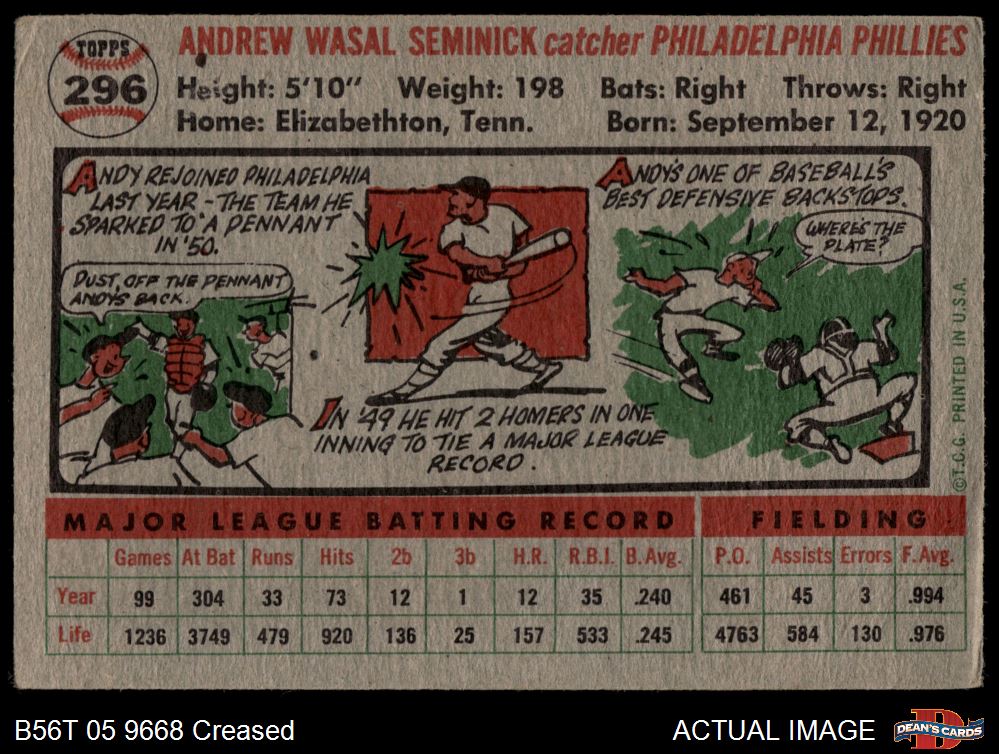 TOPPS
296
ANDREW WASAL SEMINICK catcher PHILADELPHIA PHILLIES
Height: 5'10" Weight: 198 Bats: Right Throws: Right
Home: Elizabethton, Tenn. Born: September 12, 1920
ANDY REJOINED PHILADELPHIA
LAST YEAR - THE TEAM HE
SPARKED TO A PENNANT
IN '50.
DUST OFF THE PENNANT
ANDY'S BACK.
IN '49 HE HIT 2 HOMERS IN ONE
INNING TO TIE A MAJOR LEAGUE
RECORD.
ANDY'S ONE OF BASEBALL'S
BEST DEFENSIVE BACKSTOPS.
WHERE'S THE
PLATE?
©T.C.G. PRINTED IN U.S.A.
MAJOR LEAGUE BATTING RECORD FIELDING
Games At Bat Runs Hits 2b 3b H.R. R.B.I. B.Avg. P.O. Assists Errors F.Avg.
Year 99 304 33 73 12 1 12 35 .240 461 45 3 .994
Life 1236 3749 479 920 136 25 157 533 .245 4763 584 130 .976
B56T 05 9668 Creased ACTUAL IMAGE
D
DEAN'S CARDS